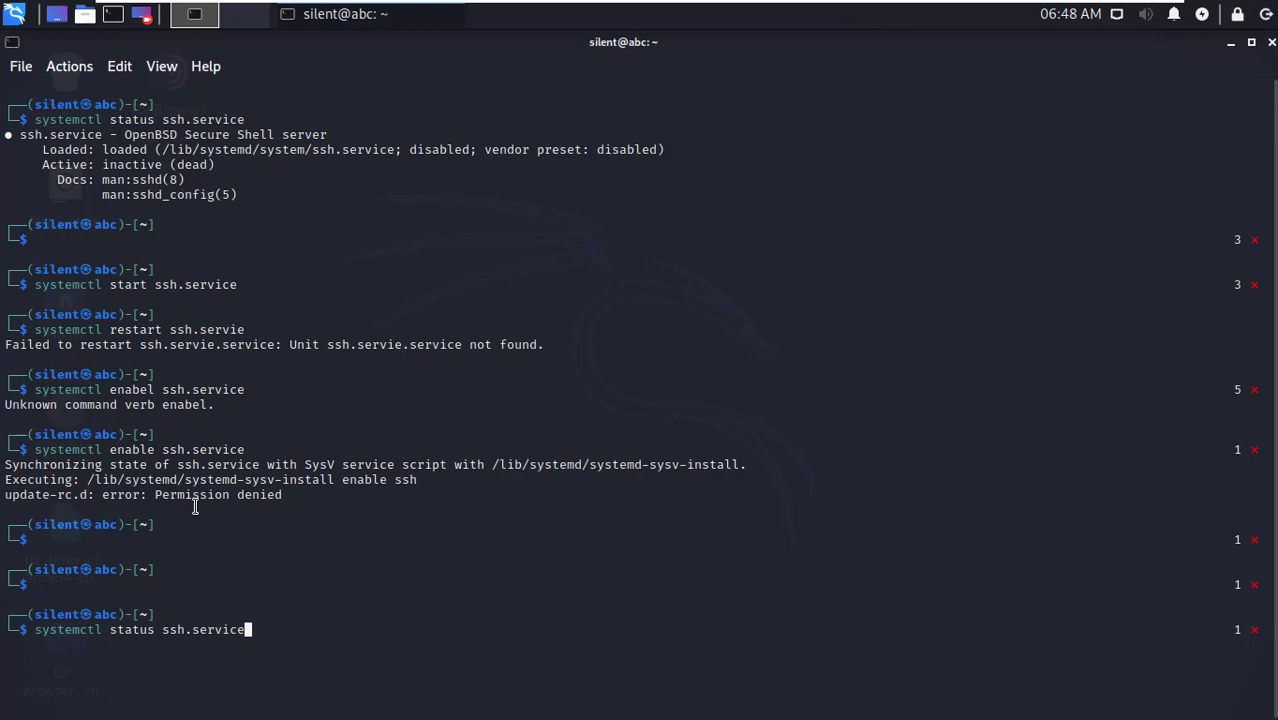 silent@abc: ~
06:48 AM
silent@abc: ~
File Actions Edit View Help
┌──(silent㉿abc)-[~]
└─$ systemctl status ssh.service
● ssh.service - OpenBSD Secure Shell server
Loaded: loaded (/lib/systemd/system/ssh.service; disabled; vendor preset: disabled)
Active: inactive (dead)
Docs: man:sshd(8)
man:sshd_config(5)
┌──(silent㉿abc)-[~]
└─$ 3 ⨯
┌──(silent㉿abc)-[~]
└─$ systemctl start ssh.service 3 ⨯
┌──(silent㉿abc)-[~]
└─$ systemctl restart ssh.servie
Failed to restart ssh.servie.service: Unit ssh.servie.service not found.
┌──(silent㉿abc)-[~]
└─$ systemctl enabel ssh.service 5 ⨯
Unknown command verb enabel.
┌──(silent㉿abc)-[~]
└─$ systemctl enable ssh.service 1 ⨯
Synchronizing state of ssh.service with SysV service script with /lib/systemd/systemd-sysv-install.
Executing: /lib/systemd/systemd-sysv-install enable ssh
update-rc.d: error: Permission denied
┌──(silent㉿abc)-[~]
└─$ 1 ⨯
┌──(silent㉿abc)-[~]
└─$ 1 ⨯
┌──(silent㉿abc)-[~]
└─$ systemctl status ssh.service 1 ⨯
tor
browser_en